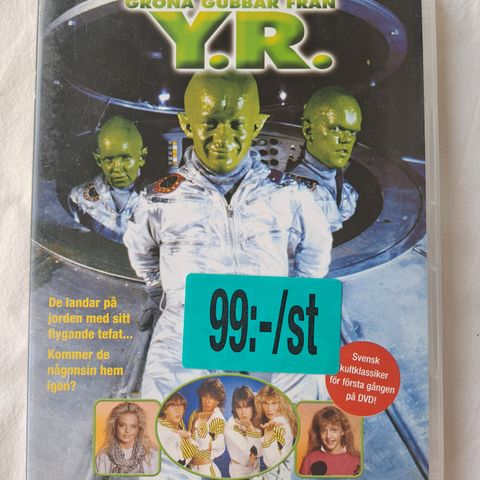 GRÖNA GUBBAR FRÅN
Y.R.
De landar på
jorden med sitt
flygande tefat...
Kommer de
någonsin hem
igen?
99:-/st
Svensk
kultklassiker
för första gången
på DVD!